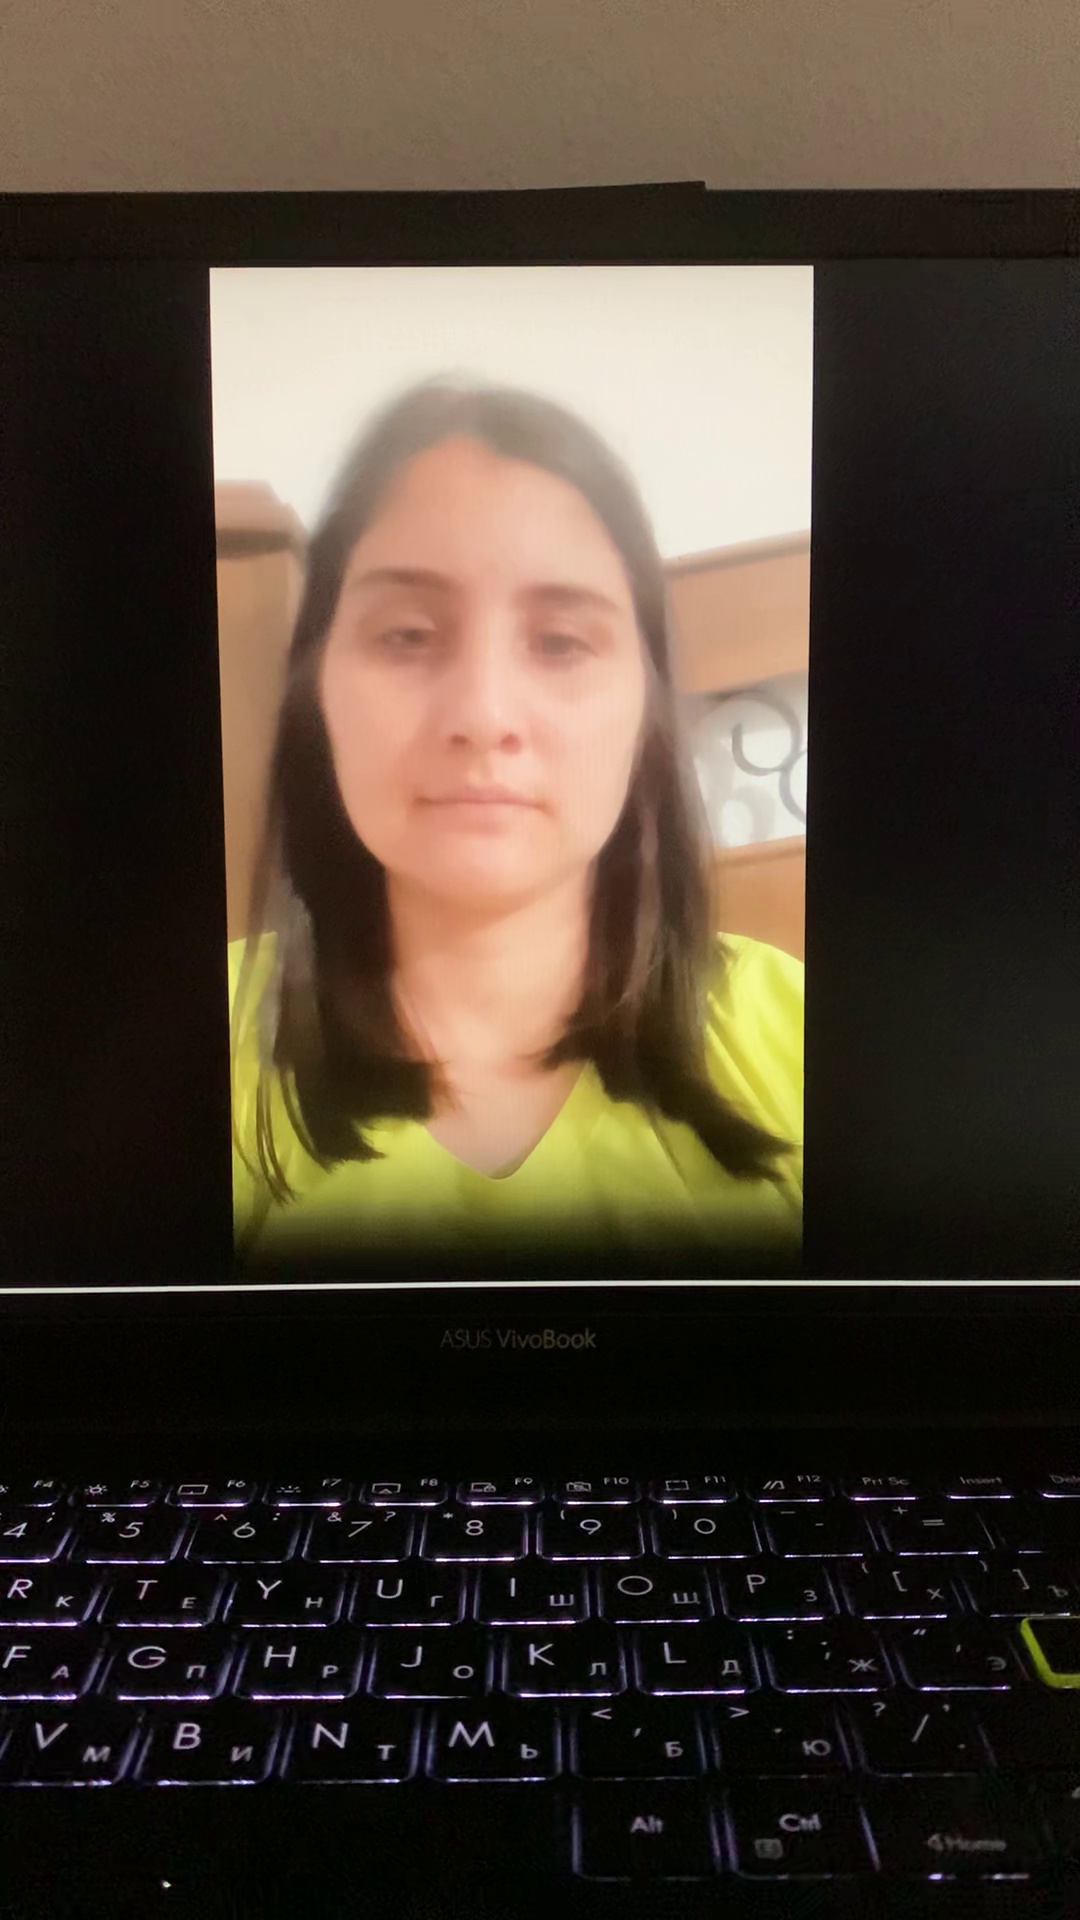 ASUS VivoBook
F4 F5 F6 F7 F8 F9 F10 F11 F12 Prt Sc Insert
4 ; % 5 ^ 6 : & 7 ? * 8 ( 9 ) 0 _ - + =
R К T Е Y Н U Г I Ш O Щ P З { [ Х } ] Ъ
F А G П H Р J О K Л L Д : ; Ж " ' Э
V М B И N Т M Ь < , Б > . Ю ? / , .
Alt Ctrl Home